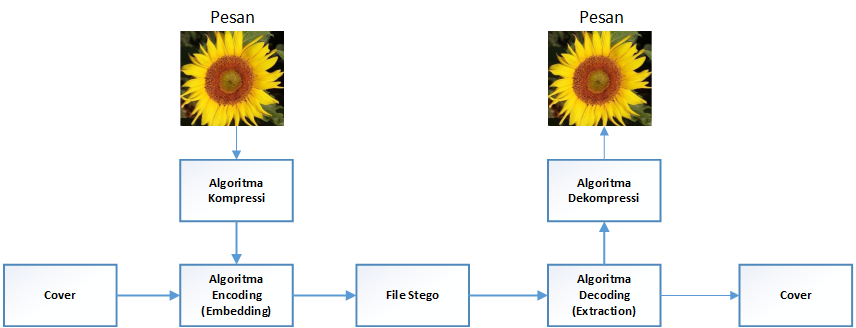 Pesan
Pesan
Algoritma
Kompressi
Algoritma
Dekompressi
Cover
Algoritma
Encoding
(Embedding)
File Stego
Algoritma
Decoding
(Extraction)
Cover